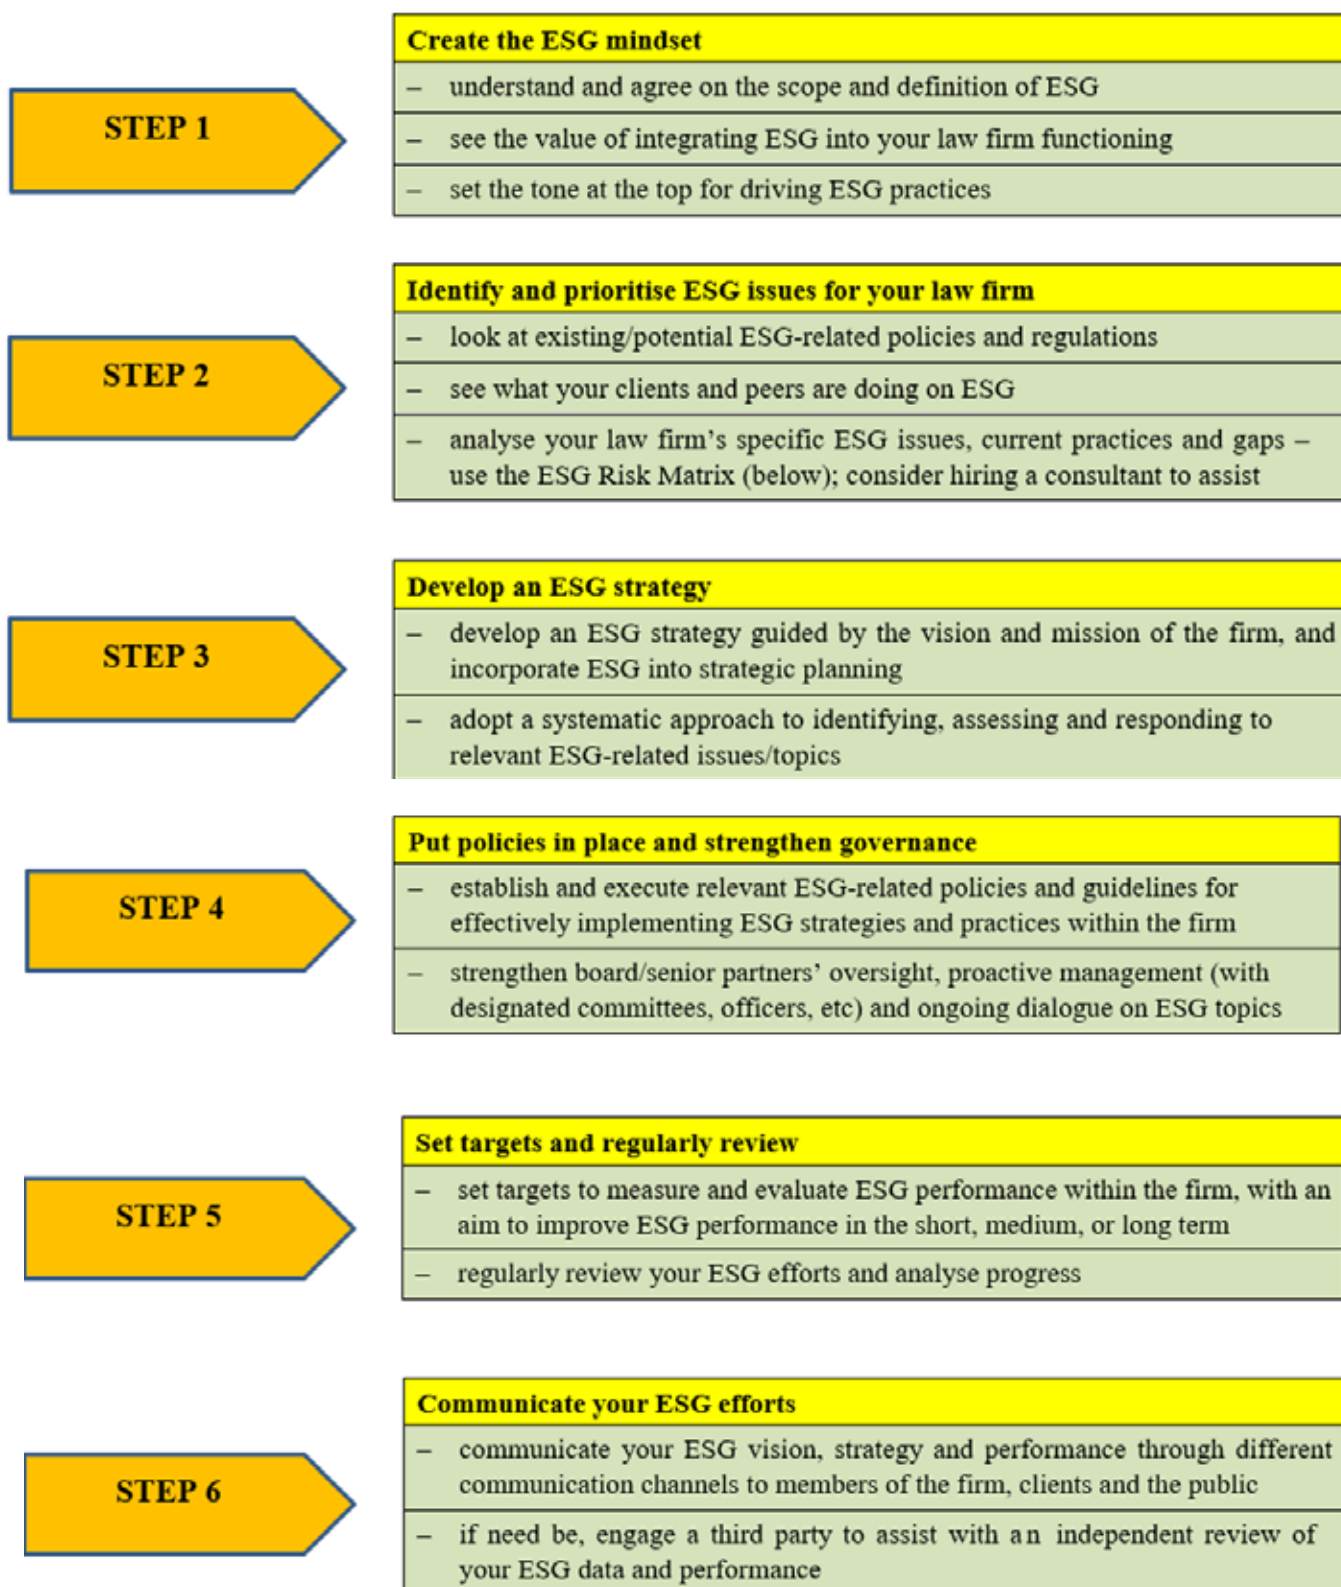 Create the ESG mindset
STEP 1
– understand and agree on the scope and definition of ESG
– see the value of integrating ESG into your law firm functioning
– set the tone at the top for driving ESG practices
Identify and prioritise ESG issues for your law firm
STEP 2
– look at existing/potential ESG-related policies and regulations
– see what your clients and peers are doing on ESG
– analyse your law firm’s specific ESG issues, current practices and gaps –
use the ESG Risk Matrix (below); consider hiring a consultant to assist
Develop an ESG strategy
STEP 3
– develop an ESG strategy guided by the vision and mission of the firm, and
incorporate ESG into strategic planning
– adopt a systematic approach to identifying, assessing and responding to
relevant ESG-related issues/topics
Put policies in place and strengthen governance
STEP 4
– establish and execute relevant ESG-related policies and guidelines for
effectively implementing ESG strategies and practices within the firm
– strengthen board/senior partners’ oversight, proactive management (with
designated committees, officers, etc) and ongoing dialogue on ESG topics
Set targets and regularly review
STEP 5
– set targets to measure and evaluate ESG performance within the firm, with an
aim to improve ESG performance in the short, medium, or long term
– regularly review your ESG efforts and analyse progress
Communicate your ESG efforts
STEP 6
– communicate your ESG vision, strategy and performance through different
communication channels to members of the firm, clients and the public
– if need be, engage a third party to assist with an independent review of
your ESG data and performance